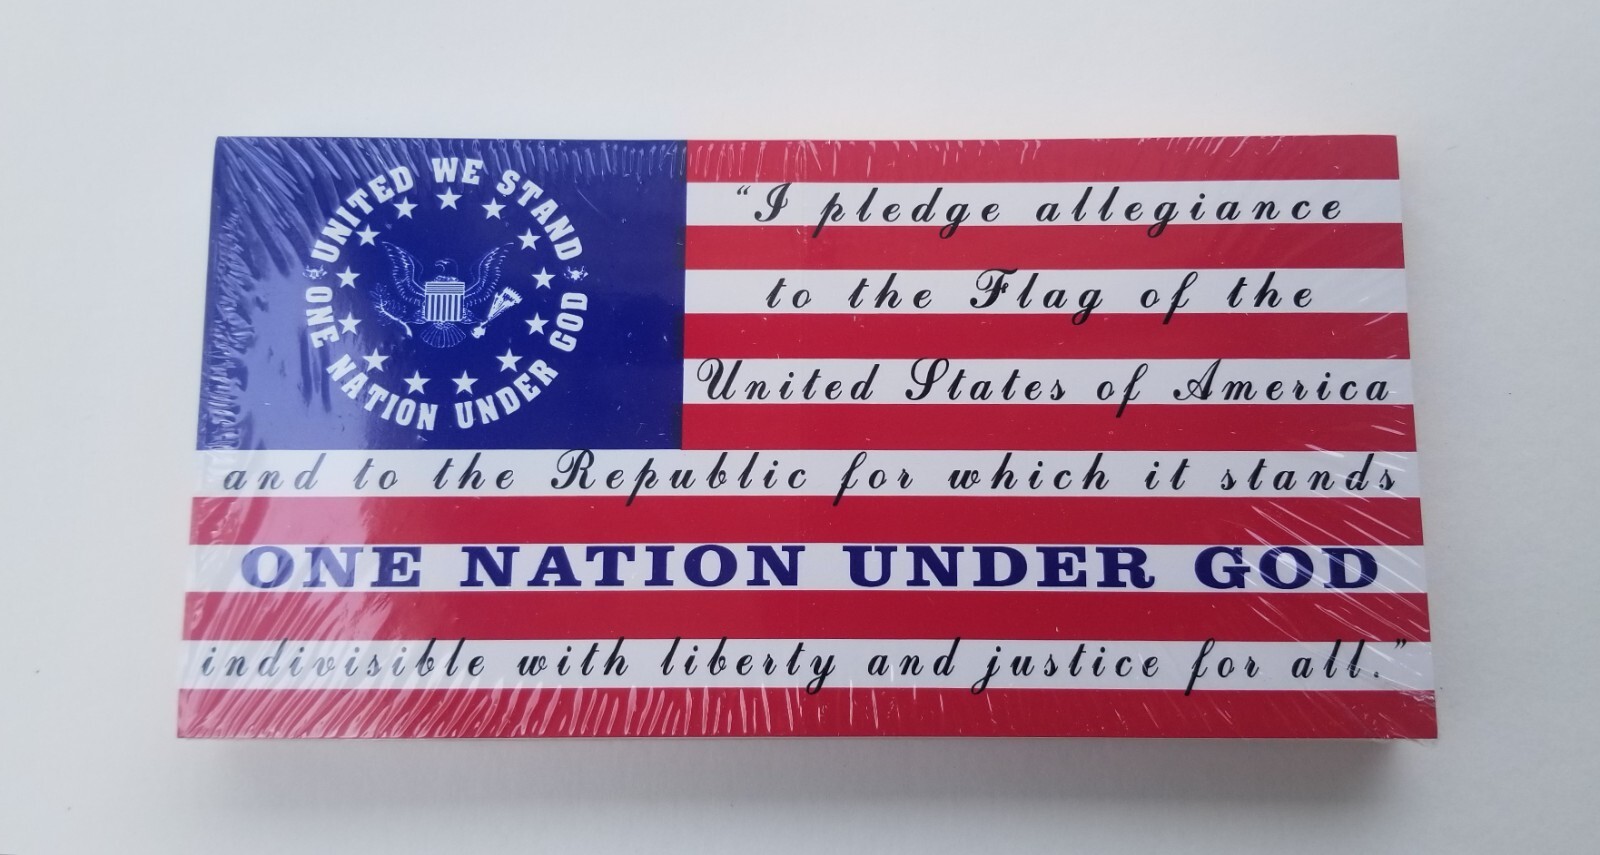 UNITED WE STAND
ONE NATION UNDER GOD
"I pledge allegiance
to the Flag of the
United States of America
and to the Republic for which it stands
ONE NATION UNDER GOD
indivisible with liberty and justice for all."